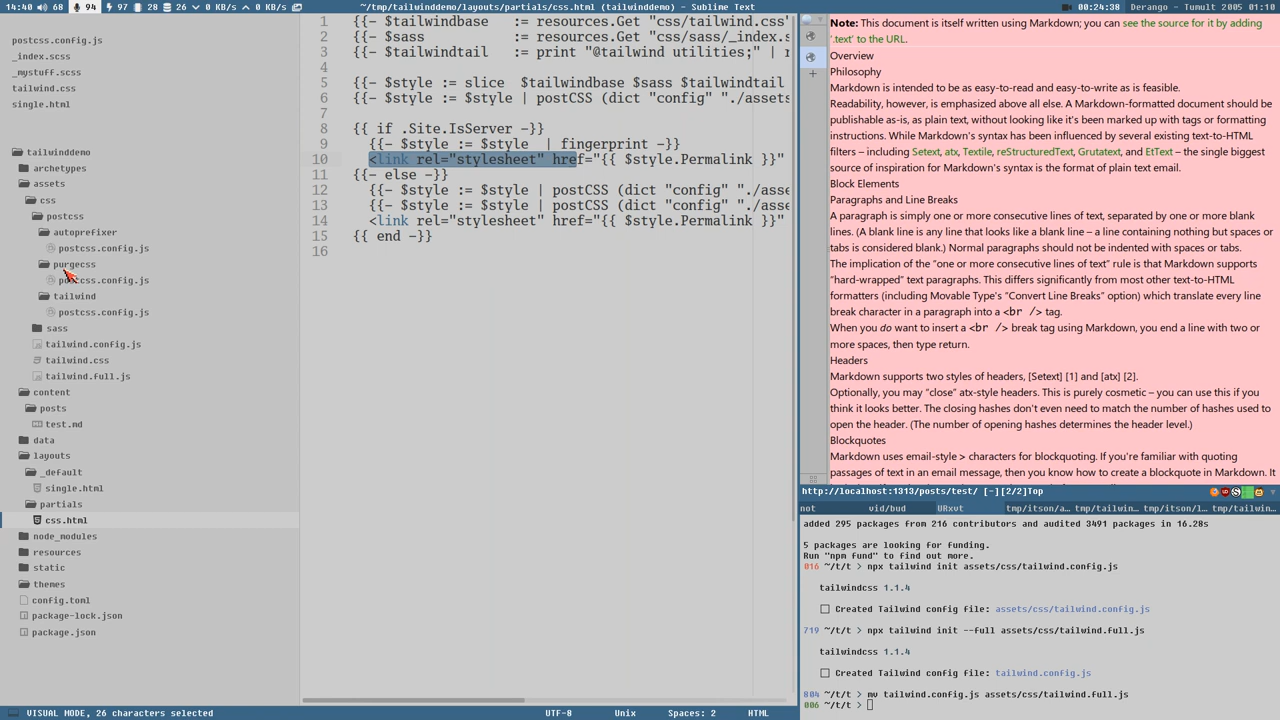 14:40 68 94 97 28 26 0 KB/s 0 KB/s
~/tmp/tailwinddemo/layouts/partials/css.html (tailwinddemo) - Sublime Text
00:24:38 Derango - Tumult 2005 01:10
postcss.config.js
_index.scss
_mystuff.scss
tailwind.css
single.html
tailwinddemo
archetypes
assets
css
postcss
autoprefixer
postcss.config.js
purgecss
postcss.config.js
tailwind
postcss.config.js
sass
tailwind.config.js
tailwind.css
tailwind.full.js
content
posts
test.md
data
layouts
_default
single.html
partials
css.html
node_modules
resources
static
themes
config.toml
package-lock.json
package.json
1 {{- $tailwindbase   := resources.Get "css/tailwind.css"
2 {{- $sass           := resources.Get "css/sass/_index.s
3 {{- $tailwindtail   := print "@tailwind utilities;" | r
4
5 {{- $style := slice  $tailwindbase $sass $tailwindtail
6 {{- $style := $style | postCSS (dict "config" "./assets
7
8 {{ if .Site.IsServer -}}
9   {{- $style := $style  | fingerprint -}}
10   <link rel="stylesheet" href="{{ $style.Permalink }}"
11 {{- else -}}
12   {{- $style := $style | postCSS (dict "config" "./asse
13   {{- $style := $style | postCSS (dict "config" "./asse
14   <link rel="stylesheet" href="{{ $style.Permalink }}"
15 {{ end -}}
16
VISUAL MODE, 26 characters selected UTF-8 Unix Spaces: 2 HTML
Note: This document is itself written using Markdown; you can see the source for it by adding
'.text' to the URL.
Overview
Philosophy
Markdown is intended to be as easy-to-read and easy-to-write as is feasible.
Readability, however, is emphasized above all else. A Markdown-formatted document should be
publishable as-is, as plain text, without looking like it's been marked up with tags or formatting
instructions. While Markdown's syntax has been influenced by several existing text-to-HTML
filters – including Setext, atx, Textile, reStructuredText, Grutatext, and EtText – the single biggest
source of inspiration for Markdown's syntax is the format of plain text email.
Block Elements
Paragraphs and Line Breaks
A paragraph is simply one or more consecutive lines of text, separated by one or more blank
lines. (A blank line is any line that looks like a blank line – a line containing nothing but spaces or
tabs is considered blank.) Normal paragraphs should not be indented with spaces or tabs.
The implication of the “one or more consecutive lines of text” rule is that Markdown supports
“hard-wrapped” text paragraphs. This differs significantly from most other text-to-HTML
formatters (including Movable Type's “Convert Line Breaks” option) which translate every line
break character in a paragraph into a <br /> tag.
When you do want to insert a <br /> break tag using Markdown, you end a line with two or
more spaces, then type return.
Headers
Markdown supports two styles of headers, [Setext] [1] and [atx] [2].
Optionally, you may “close” atx-style headers. This is purely cosmetic – you can use this if you
think it looks better. The closing hashes don't even need to match the number of hashes used to
open the header. (The number of opening hashes determines the header level.)
Blockquotes
Markdown uses email-style > characters for blockquoting. If you're familiar with quoting
passages of text in an email message, then you know how to create a blockquote in Markdown. It
http://localhost:1313/posts/test/ [-][2/2]Top
not vid/bud URxvt tmp/itson/a... tmp/tailwin... tmp/itson/l... tmp/tailwin...
added 295 packages from 216 contributors and audited 3491 packages in 16.28s
5 packages are looking for funding.
Run "npm fund" to find out more.
016 ~/t/t > npx tailwind init assets/css/tailwind.config.js
tailwindcss 1.1.4
Created Tailwind config file: assets/css/tailwind.config.js
719 ~/t/t > npx tailwind init --full assets/css/tailwind.full.js
tailwindcss 1.1.4
Created Tailwind config file: tailwind.config.js
804 ~/t/t > mv tailwind.config.js assets/css/tailwind.full.js
006 ~/t/t >